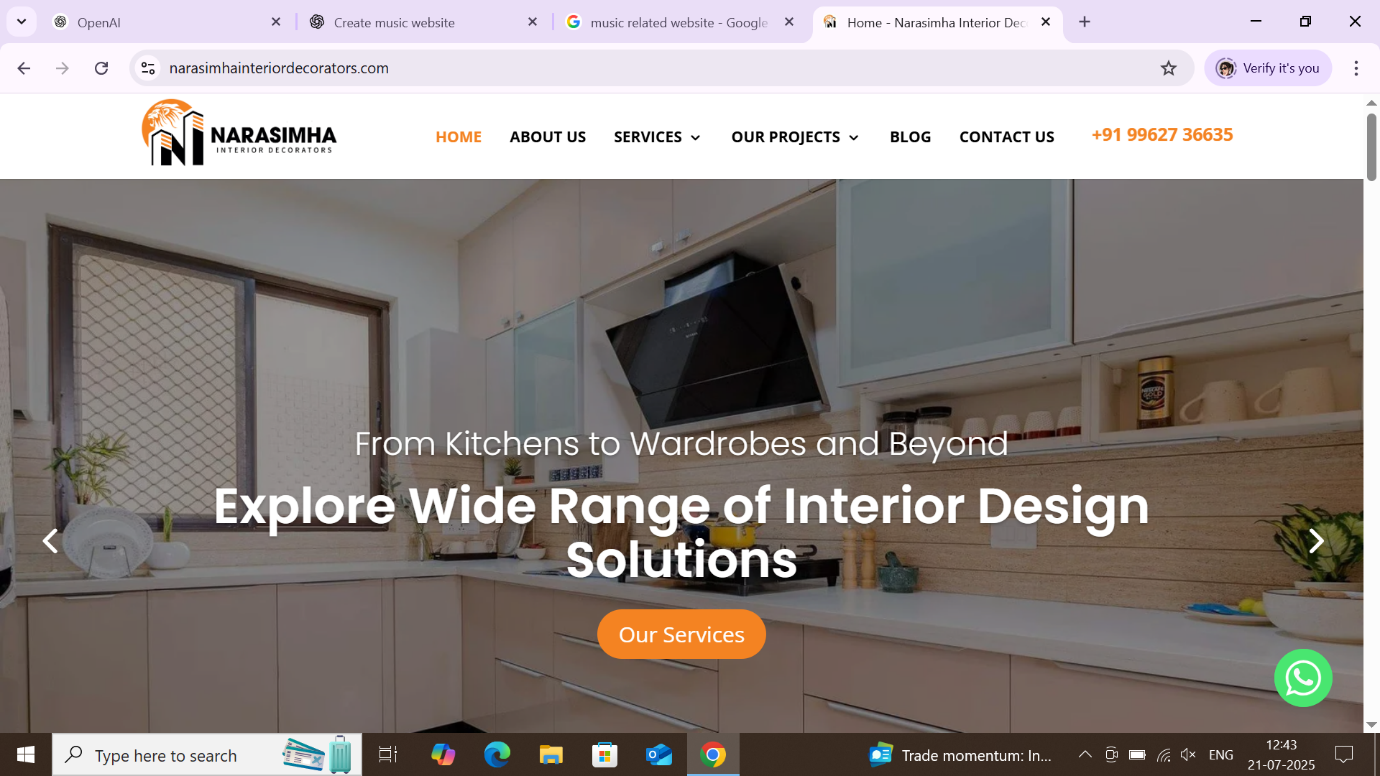 OpenAI
Create music website
music related website - Google
Home - Narasimha Interior Dec
narasimhainteriordecorators.com
Verify it's you
NARASIMHA
INTERIOR DECORATORS
HOME
ABOUT US
SERVICES
OUR PROJECTS
BLOG
CONTACT US
+91 99627 36635
From Kitchens to Wardrobes and Beyond
Explore Wide Range of Interior Design
Solutions
Our Services
Type here to search
Trade momentum: In...
ENG
12:43
21-07-2025